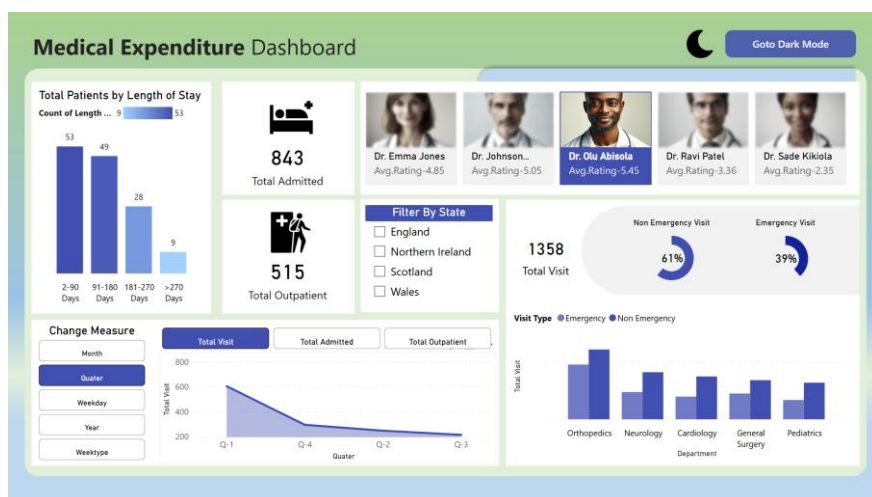 Medical Expenditure Dashboard
Goto Dark Mode
Total Patients by Length of Stay
Count of Length ... 9 53
53
49
28
9
2-90 Days
91-180 Days
181-270 Days
>270 Days
843
Total Admitted
515
Total Outpatient
Dr. Emma Jones
Avg.Rating-4.85
Dr. Johnson...
Avg.Rating-5.05
Dr. Olu Abisola
Avg.Rating-5.45
Dr. Ravi Patel
Avg.Rating-3.36
Dr. Sade Kikiola
Avg.Rating-2.35
Filter By State
England
Northern Ireland
Scotland
Wales
1358
Total Visit
Non Emergency Visit
61%
Emergency Visit
39%
Visit Type Emergency Non Emergency
Total Visit
Orthopedics
Neurology
Cardiology
General
Surgery
Pediatrics
Department
Change Measure
Month
Quater
Weekday
Year
Weektype
Total Visit
Total Admitted
Total Outpatient
Total Visit
800
600
400
200
Q-1
Q-4
Q-2
Q-3
Quater